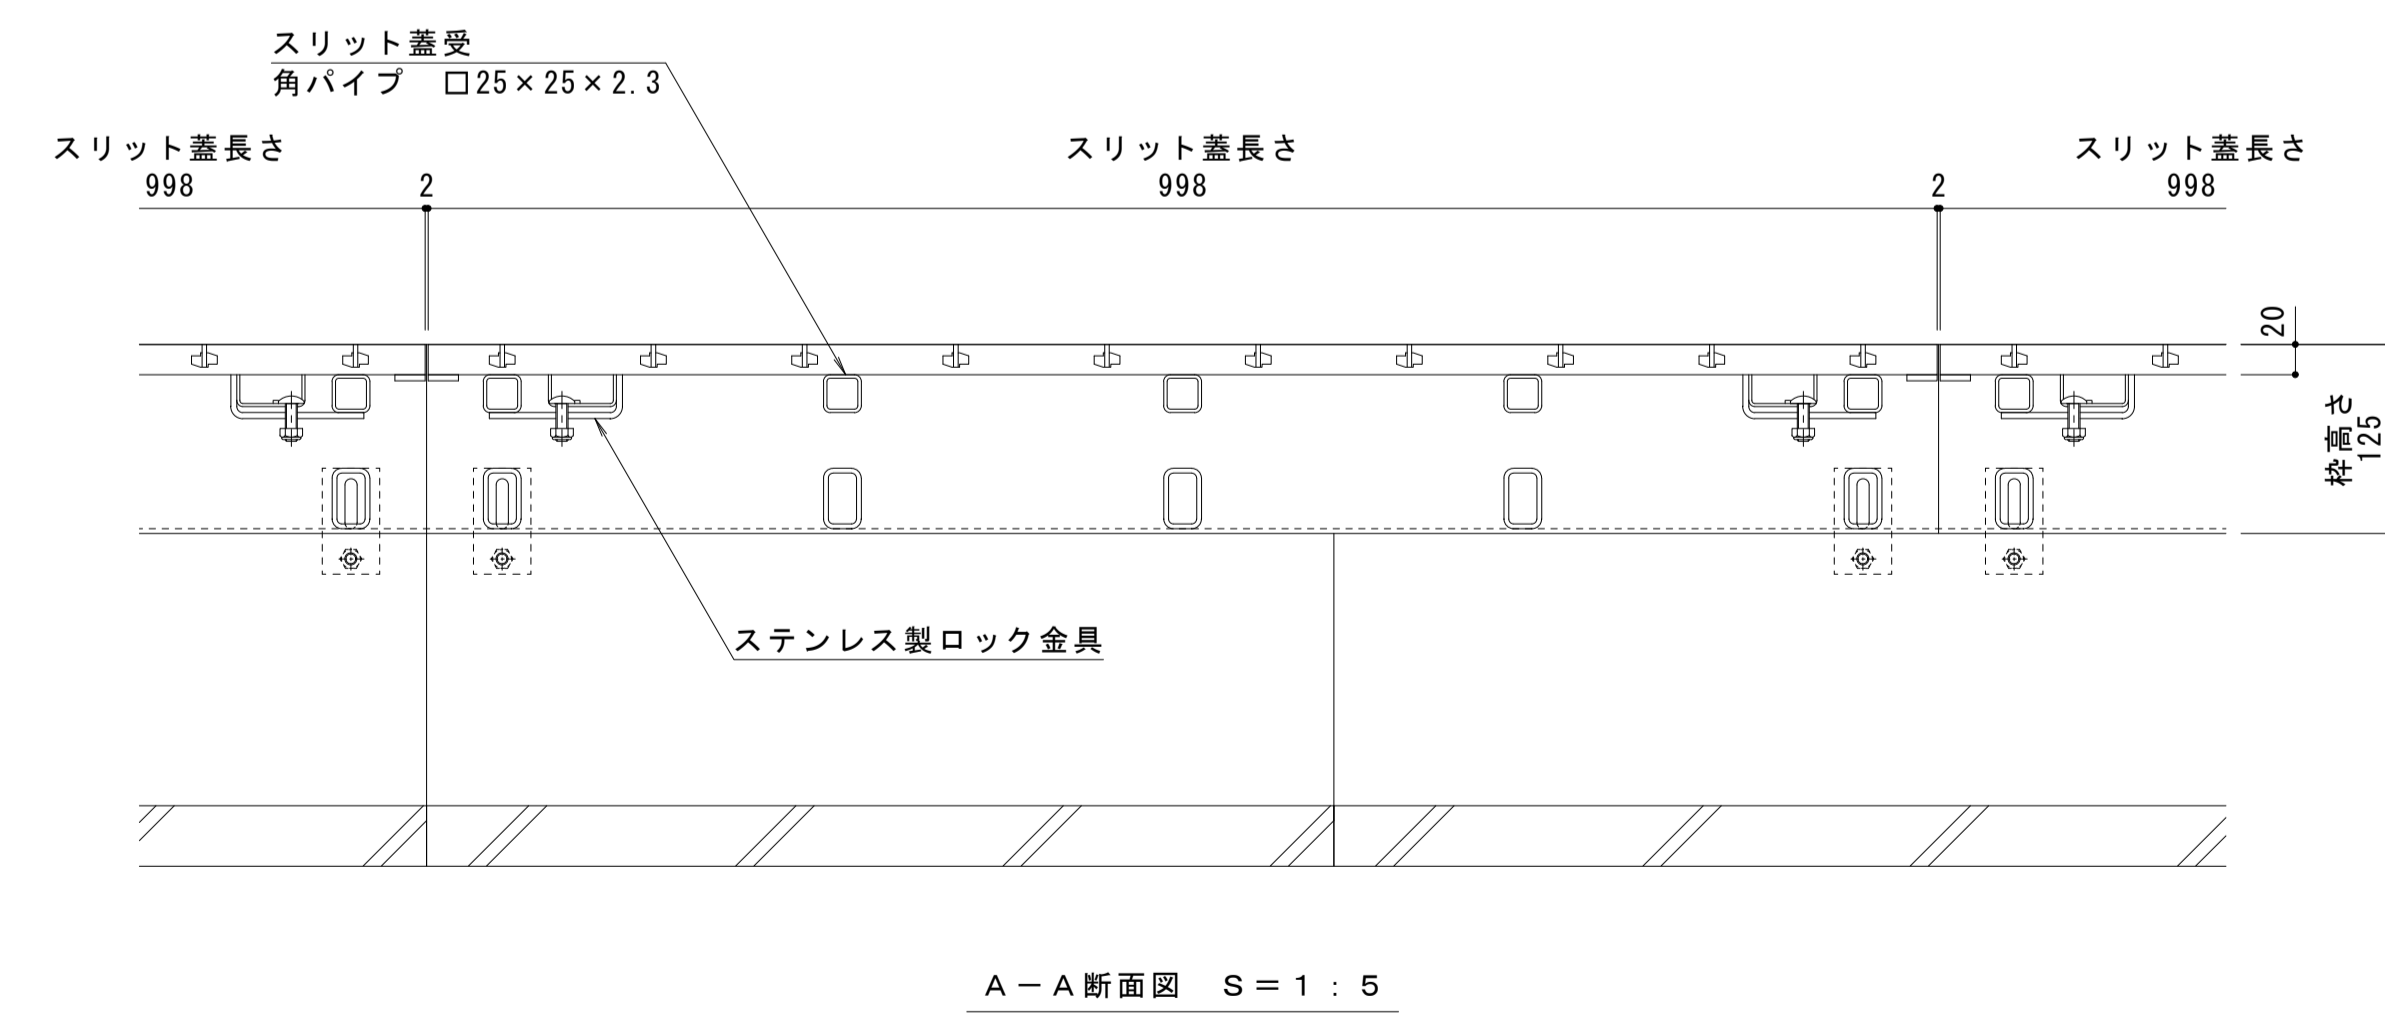 スリット蓋受
角パイプ　□25×25×2.3
スリット蓋長さ
998
2
スリット蓋長さ
998
2
スリット蓋長さ
998
20
枠高さ
125
ステンレス製ロック金具
A－A断面図　S＝1：5